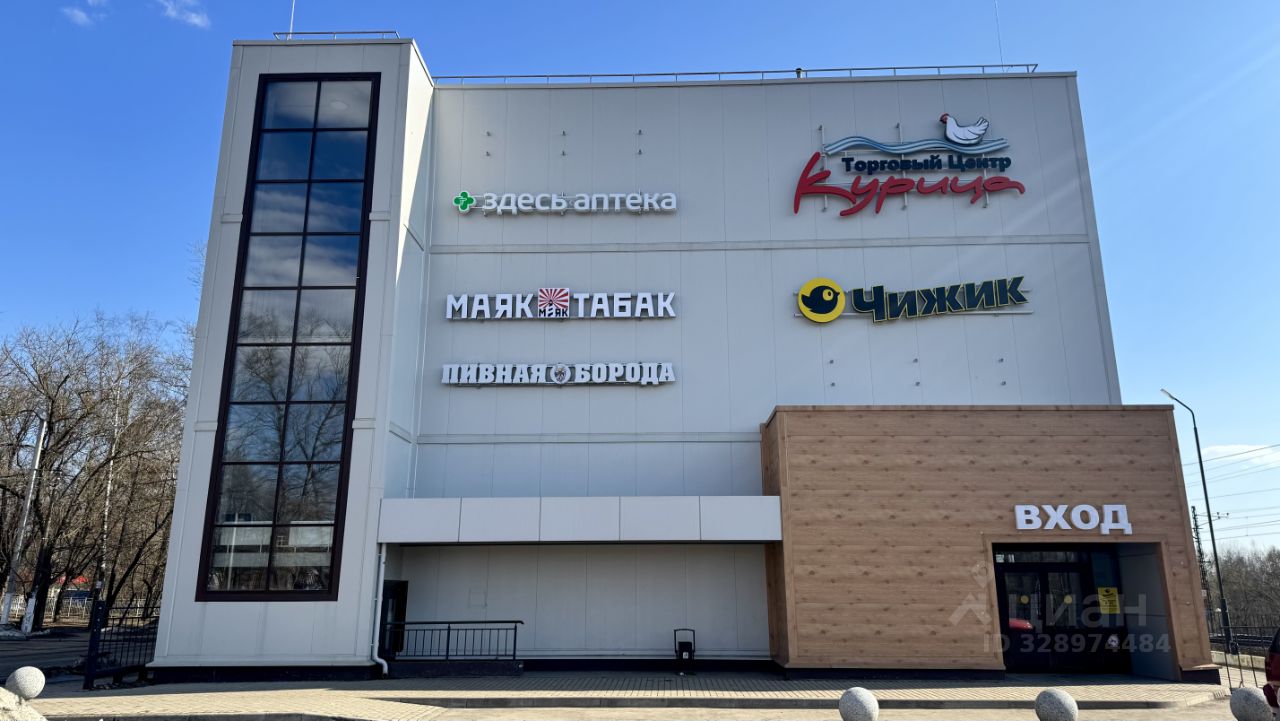 Торговый Центр
Курица
здесь аптека
Чижик
МАЯК МАЯК ТАБАК
ПИВНАЯ БОРОДА
ВХОД
циан
ID 328974484